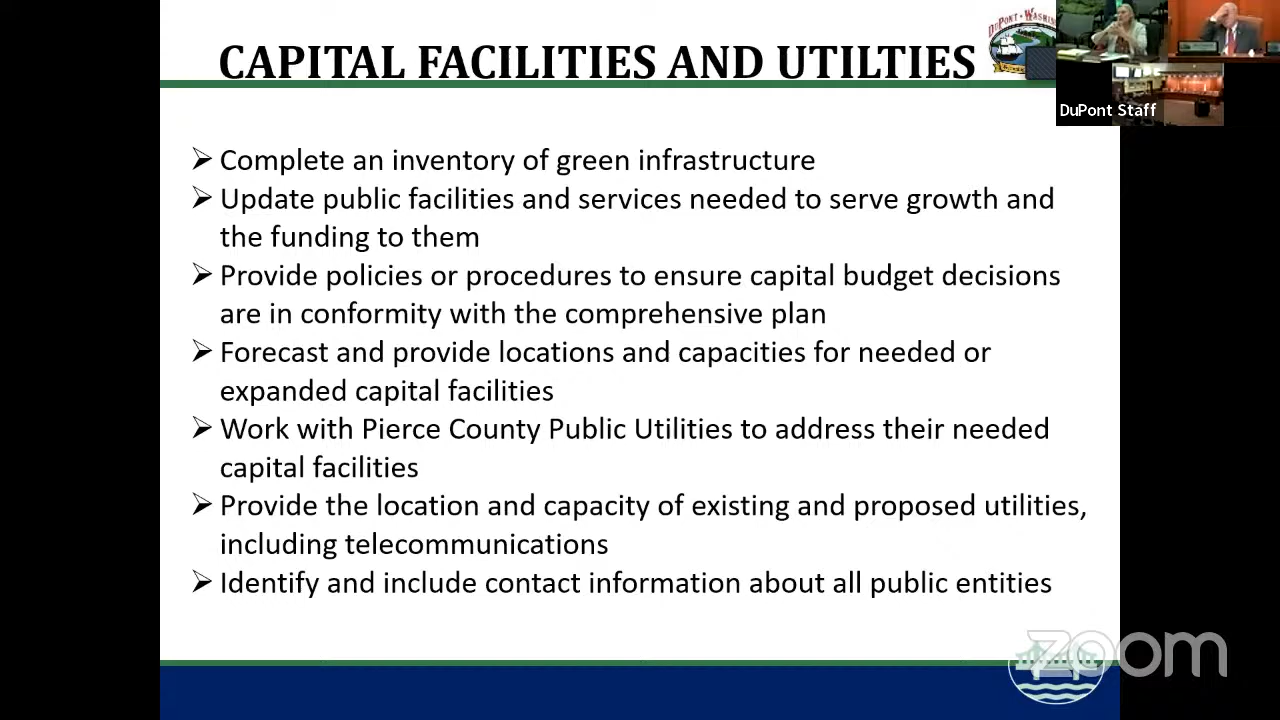 CAPITAL FACILITIES AND UTILTIES
DUPONT • WASHI
DuPont Staff
➢ Complete an inventory of green infrastructure
➢ Update public facilities and services needed to serve growth and
the funding to them
➢ Provide policies or procedures to ensure capital budget decisions
are in conformity with the comprehensive plan
➢ Forecast and provide locations and capacities for needed or
expanded capital facilities
➢ Work with Pierce County Public Utilities to address their needed
capital facilities
➢ Provide the location and capacity of existing and proposed utilities,
including telecommunications
➢ Identify and include contact information about all public entities
zoom